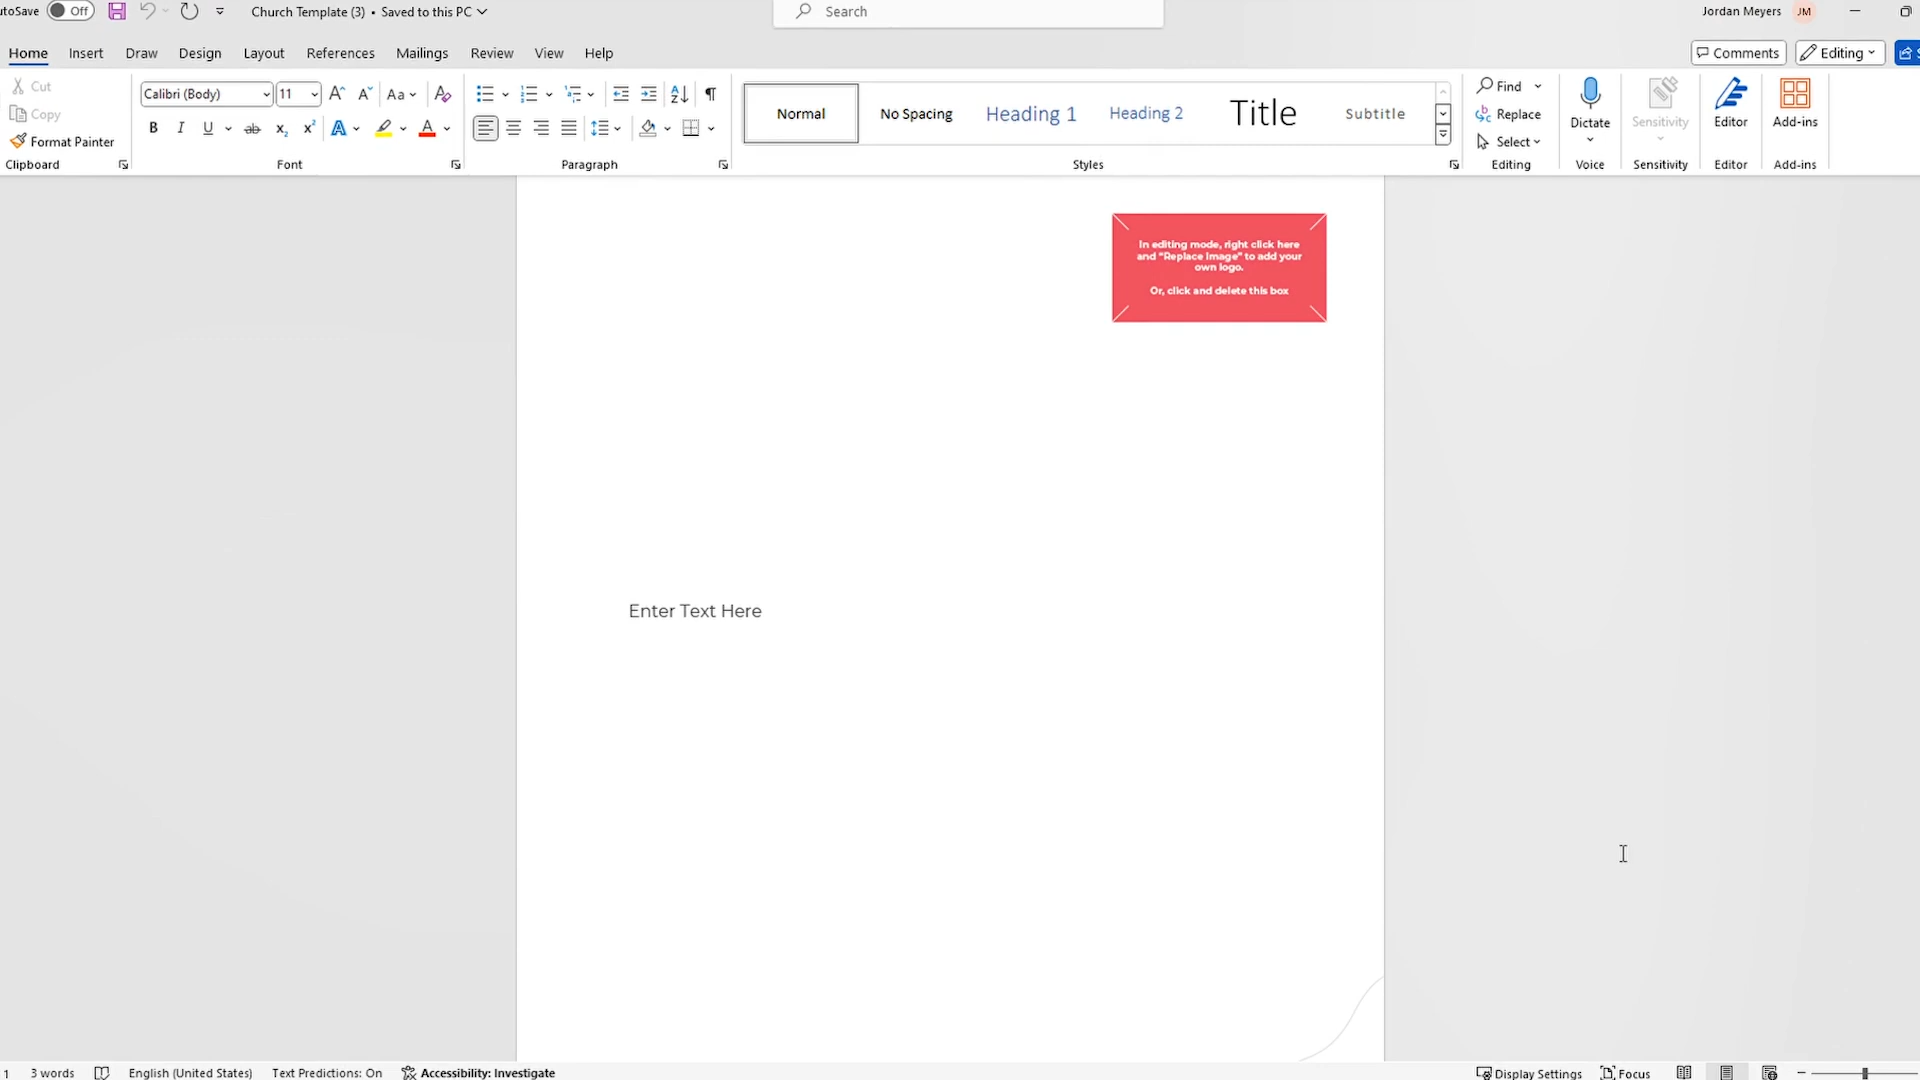 utoSave Off Church Template (3) • Saved to this PC Search Jordan Meyers JM
Home Insert Draw Design Layout References Mailings Review View Help Comments Editing
Cut
Copy
Format Painter
Clipboard
Calibri (Body) 11 Aa
B I U ab x₂ x² A A
Font
A Z ¶
Paragraph
Normal No Spacing Heading 1 Heading 2 Title Subtitle
Styles
Find
Replace
Select
Editing
Dictate
Voice
Sensitivity
Sensitivity
Editor
Editor
Add-ins
Add-ins
In editing mode, right click here
and "Replace Image" to add your
own logo.
Or, click and delete this box
Enter Text Here
1 3 words English (United States) Text Predictions: On Accessibility: Investigate Display Settings Focus